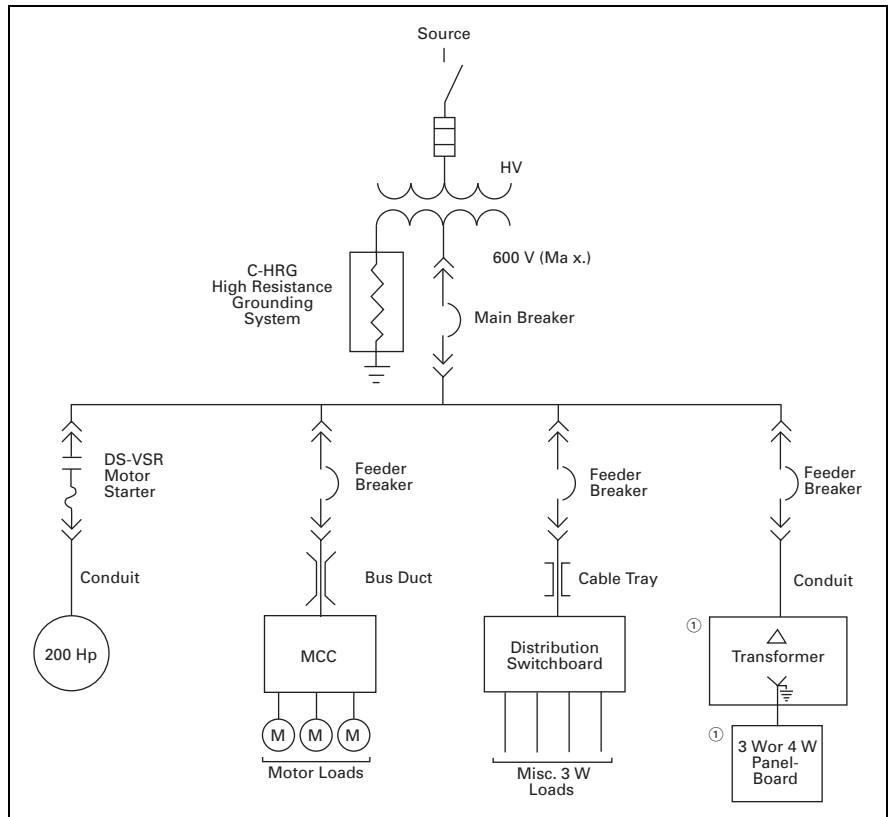 Source
HV
600 V (Ma x.)
C-HRG
High Resistance
Grounding
System
Main Breaker
DS-VSR
Motor
Starter
Feeder
Breaker
Feeder
Breaker
Feeder
Breaker
Conduit
Bus Duct
Cable Tray
Conduit
200 Hp
MCC
Distribution
Switchboard
①
Transformer
M M M
Motor Loads
Misc. 3 W
Loads
①
3 Wor 4 W
Panel-
Board